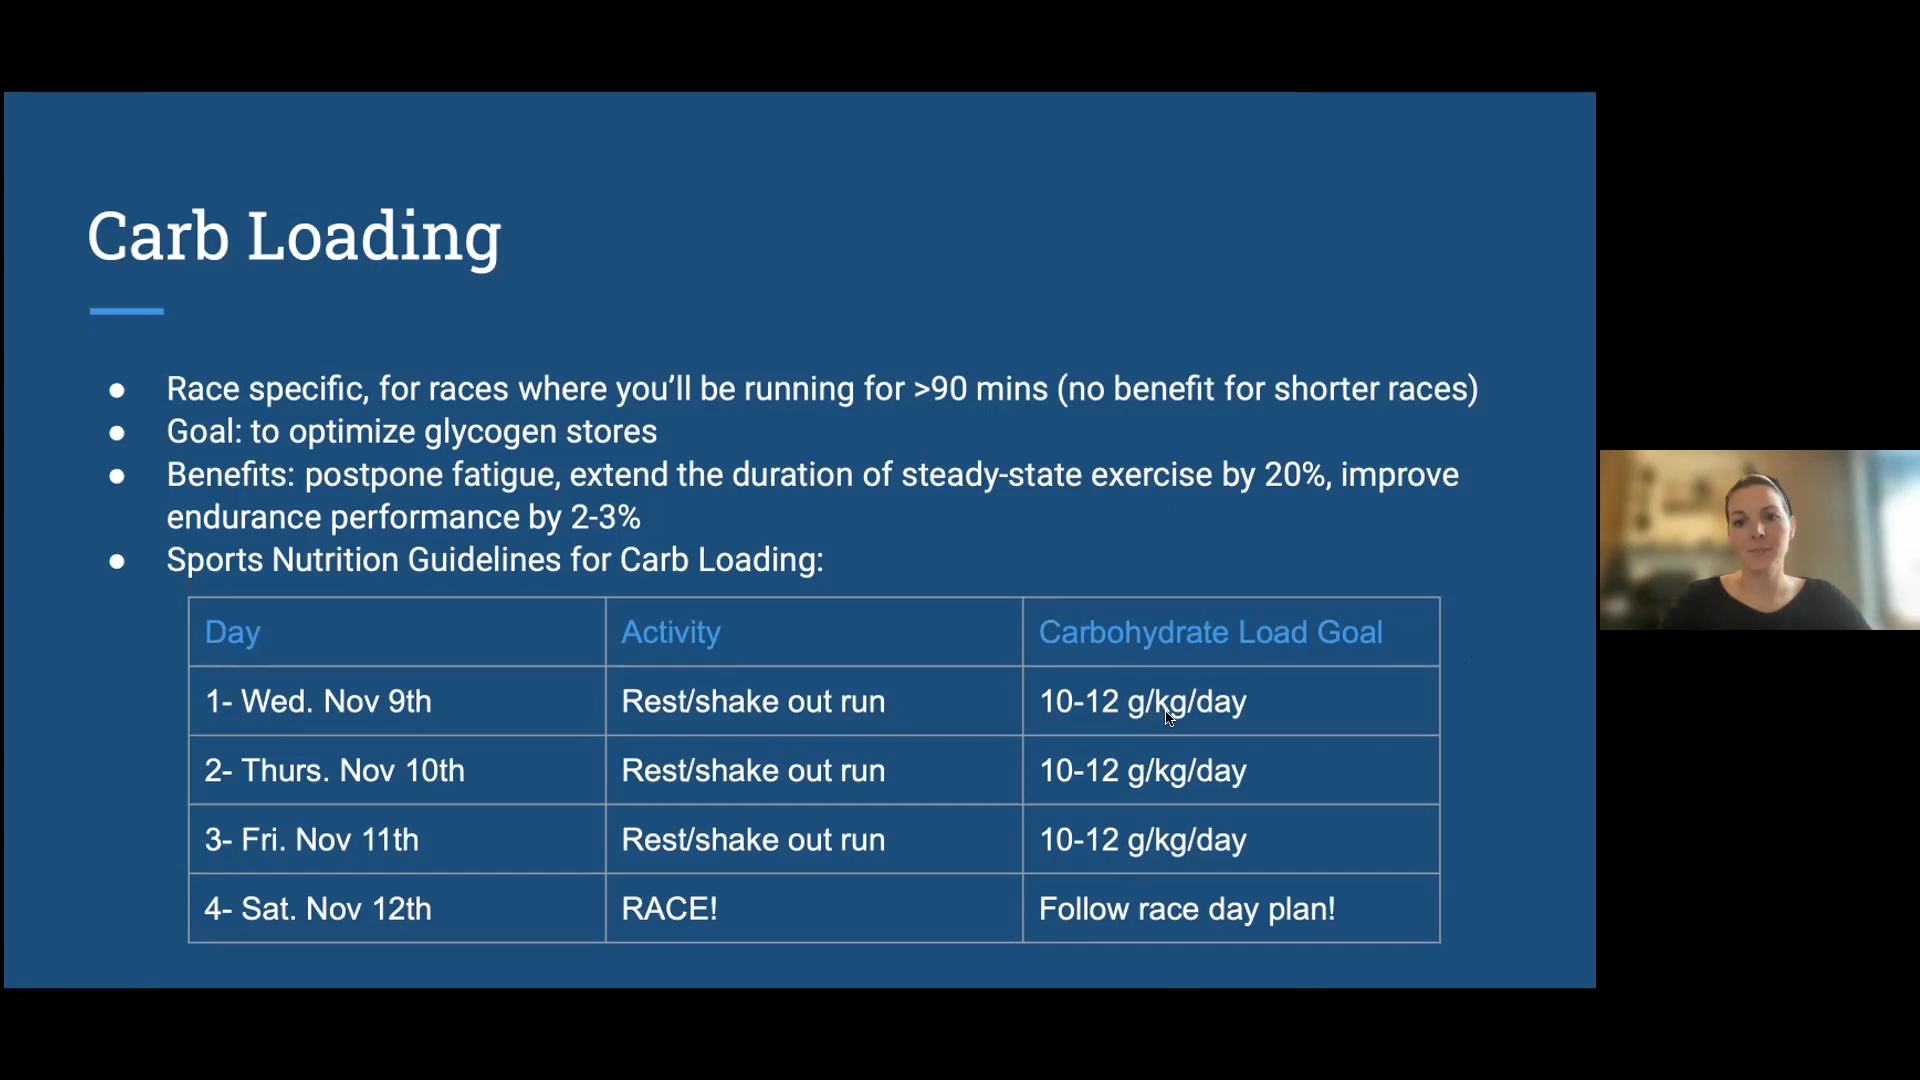 Carb Loading
● Race specific, for races where you’ll be running for >90 mins (no benefit for shorter races)
● Goal: to optimize glycogen stores
● Benefits: postpone fatigue, extend the duration of steady-state exercise by 20%, improve
endurance performance by 2-3%
● Sports Nutrition Guidelines for Carb Loading:
Day Activity Carbohydrate Load Goal
1- Wed. Nov 9th Rest/shake out run 10-12 g/kg/day
2- Thurs. Nov 10th Rest/shake out run 10-12 g/kg/day
3- Fri. Nov 11th Rest/shake out run 10-12 g/kg/day
4- Sat. Nov 12th RACE! Follow race day plan!